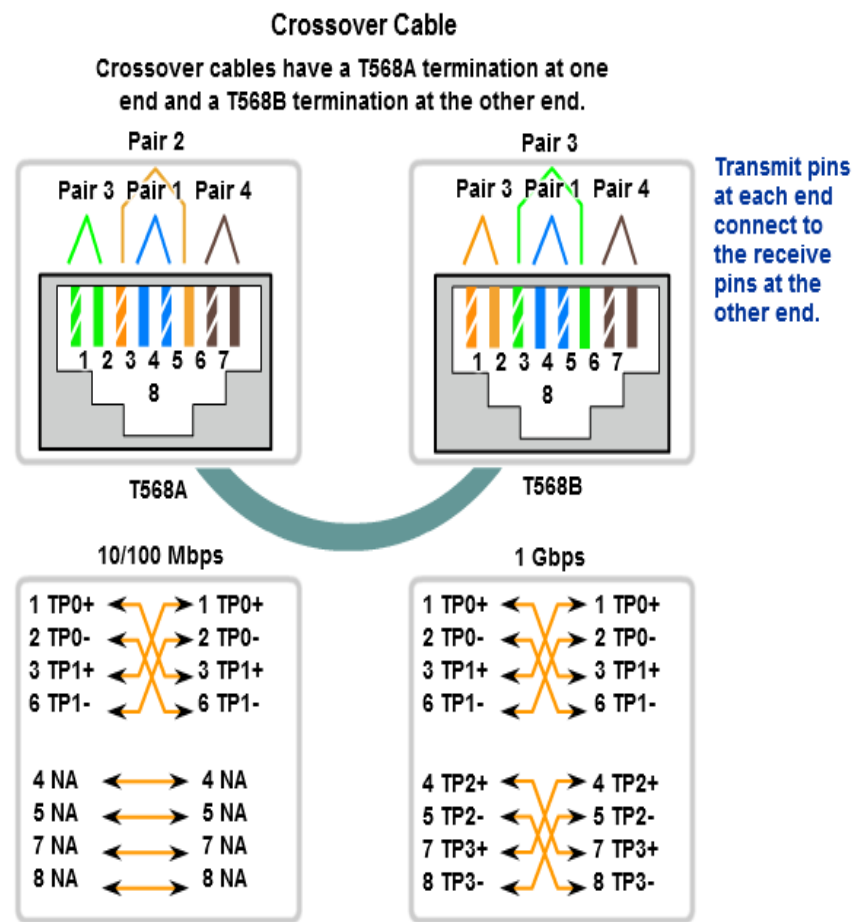 Crossover Cable
Crossover cables have a T568A termination at one
end and a T568B termination at the other end.
Pair 2
Pair 3 Pair 1 Pair 4
1 2 3 4 5 6 7
8
T568A
Pair 3
Pair 3 Pair 1 Pair 4
1 2 3 4 5 6 7
8
T568B
Transmit pins
at each end
connect to
the receive
pins at the
other end.
10/100 Mbps
1 TP0+ 1 TP0+
2 TP0- 2 TP0-
3 TP1+ 3 TP1+
6 TP1- 6 TP1-
4 NA 4 NA
5 NA 5 NA
7 NA 7 NA
8 NA 8 NA
1 Gbps
1 TP0+ 1 TP0+
2 TP0- 2 TP0-
3 TP1+ 3 TP1+
6 TP1- 6 TP1-
4 TP2+ 4 TP2+
5 TP2- 5 TP2-
7 TP3+ 7 TP3+
8 TP3- 8 TP3-